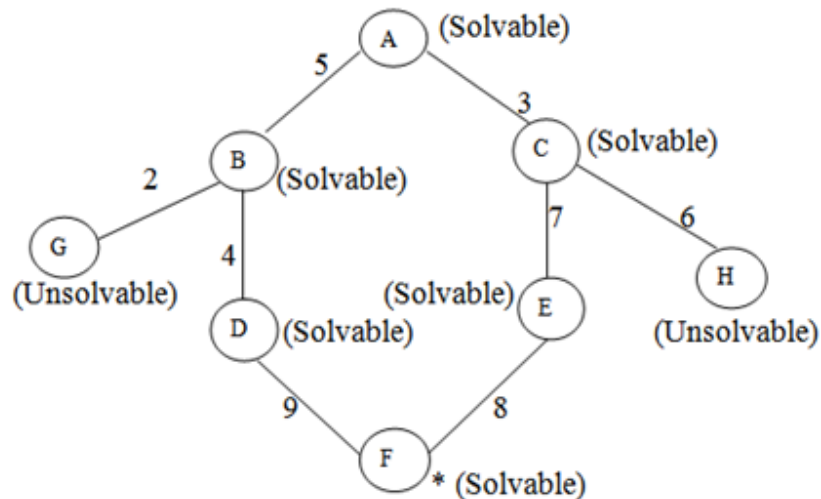 A (Solvable)
5
3
B (Solvable)
C (Solvable)
2
7
6
G
(Unsolvable)
4
(Solvable) E
H
(Unsolvable)
D (Solvable)
9
8
F * (Solvable)